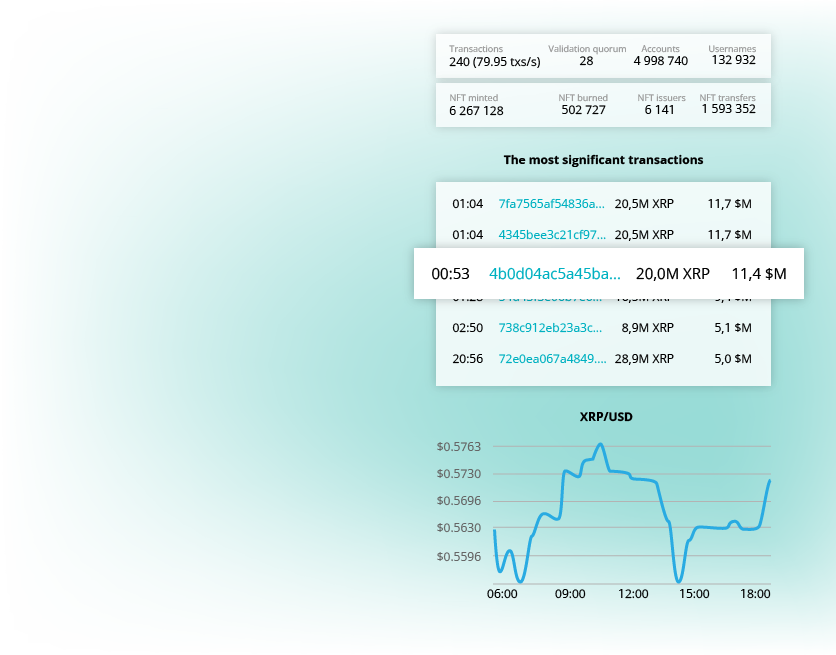 Transactions Validation quorum Accounts Usernames
240 (79.95 txs/s) 28 4 998 740 132 932
NFT minted NFT burned NFT issuers NFT transfers
6 267 128 502 727 6 141 1 593 352
The most significant transactions
01:04 7fa7565af54836a... 20,5M XRP 11,7 $M
01:04 4345bee3c21cf97... 20,5M XRP 11,7 $M
00:53 4b0d04ac5a45ba... 20,0M XRP 11,4 $M
02:50 738c912eb23a3c... 8,9M XRP 5,1 $M
20:56 72e0ea067a4849.... 28,9M XRP 5,0 $M
XRP/USD
$0.5763
$0.5730
$0.5696
$0.5630
$0.5596
06:00 09:00 12:00 15:00 18:00